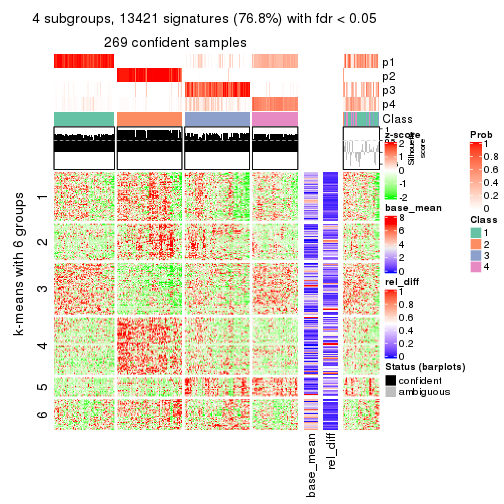 4 subgroups, 13421 signatures (76.8%) with fdr < 0.05
269 confident samples
p1
p2
p3
p4
Class
1
Silhouette
score
k-means with 6 groups
1
2
3
4
5
6
base_mean
rel_diff
z-score
2
1
0
-1
-2
base_mean
8
6
4
2
0
rel_diff
1
0.8
0.6
0.4
0.2
0
Status (barplots)
confident
ambiguous
Prob
1
0.8
0.6
0.4
0.2
0
Class
1
2
3
4